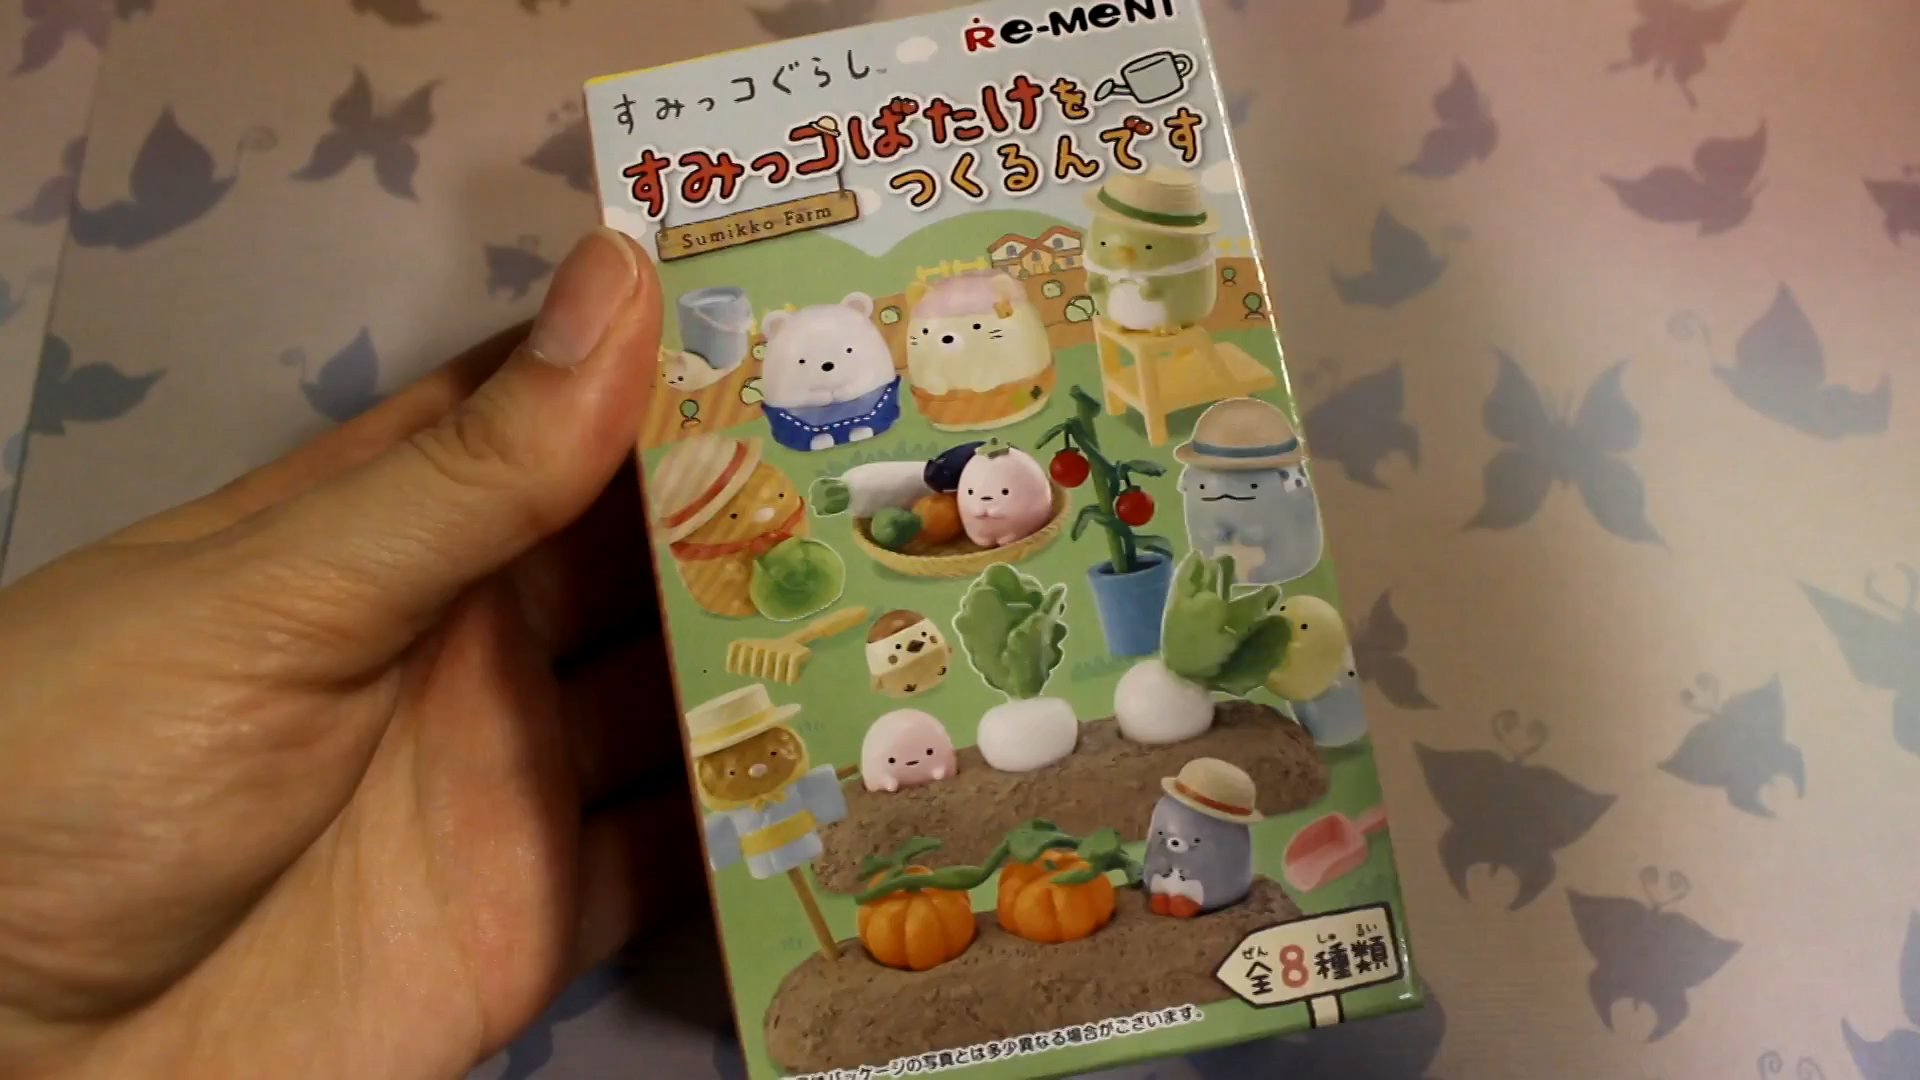 Re-MeNT
すみっコぐらし™
すみっコばたけを
つくるんです
Sumikko Farm
ぜん しゅ るい
全8種類
はパッケージの写真とは多少異なる場合がございます。